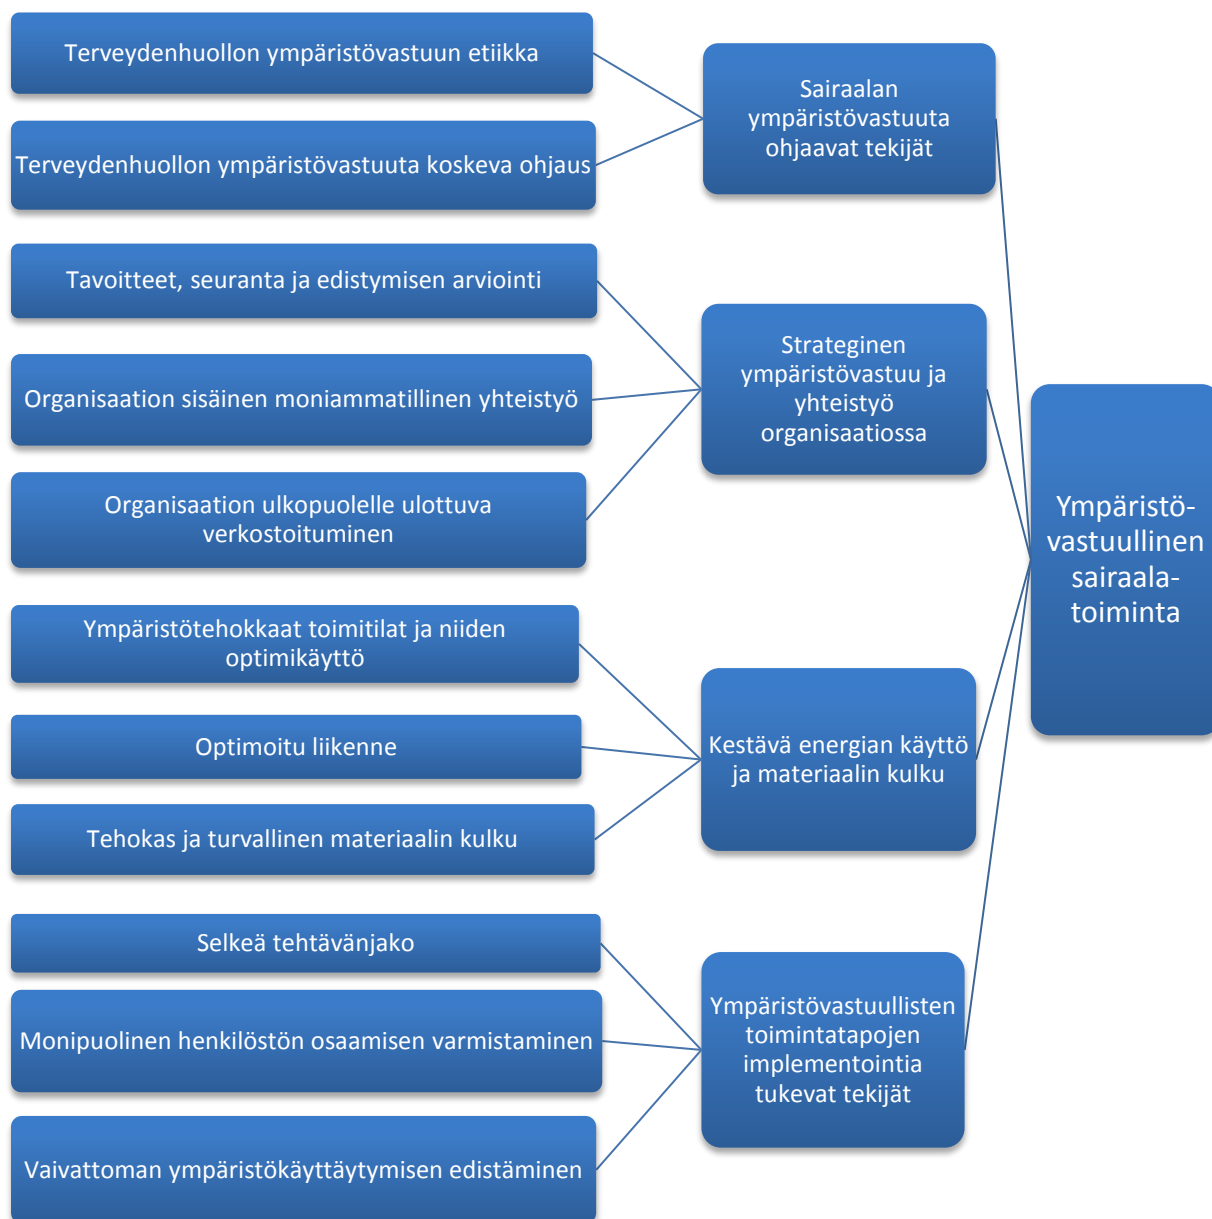 Terveydenhuollon ympäristövastuun etiikka
Terveydenhuollon ympäristövastuuta koskeva ohjaus
Sairaalan
ympäristövastuuta
ohjaavat tekijät
Tavoitteet, seuranta ja edistymisen arviointi
Organisaation sisäinen moniammatillinen yhteistyö
Organisaation ulkopuolelle ulottuva
verkostoituminen
Strateginen
ympäristövastuu ja
yhteistyö
organisaatiossa
Ympäristötehokkaat toimitilat ja niiden
optimikäyttö
Optimoitu liikenne
Tehokas ja turvallinen materiaalin kulku
Kestävä energian käyttö
ja materiaalin kulku
Selkeä tehtävänjako
Monipuolinen henkilöstön osaamisen varmistaminen
Vaivattoman ympäristökäyttäytymisen edistäminen
Ympäristövastuullisten
toimintatapojen
implementointia
tukevat tekijät
Ympäristö-
vastuullinen
sairaala-
toiminta